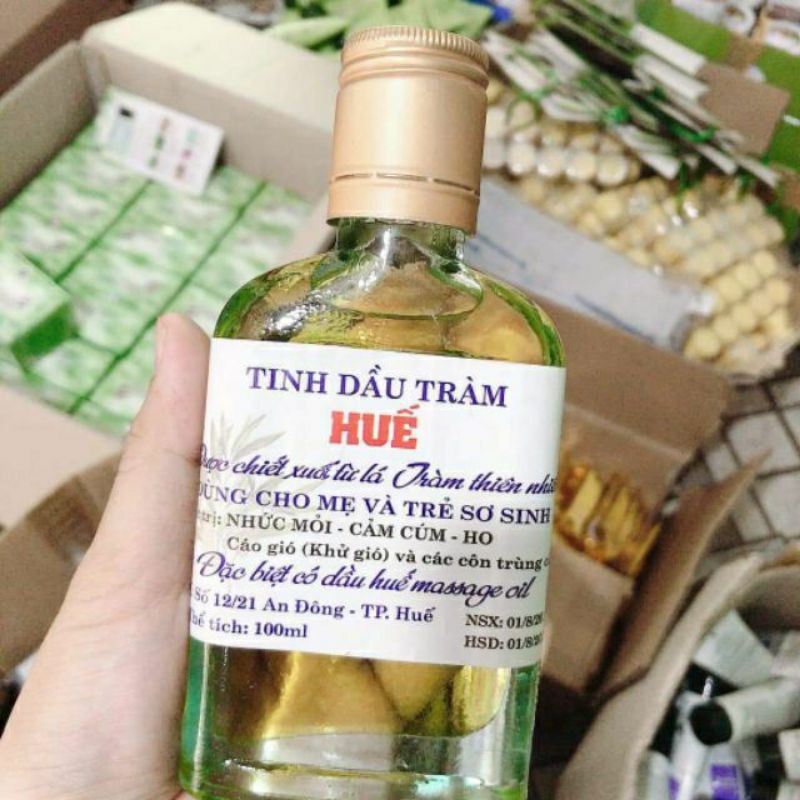 TINH DẦU TRÀM
HUẾ
Được chiết xuất từ lá Tràm thiên
DÙNG CHO MẸ VÀ TRẺ SƠ SINH
trị: NHỨC MỎI - CẢM CÚM - HO
Cáo gió (Khử gió) và các côn trùng
Đặc biệt có dầu huế massage oil
Số 12/21 An Đông - TP. Huế
NSX: 01/8/20
Thể tích: 100ml
HSD: 01/8/20